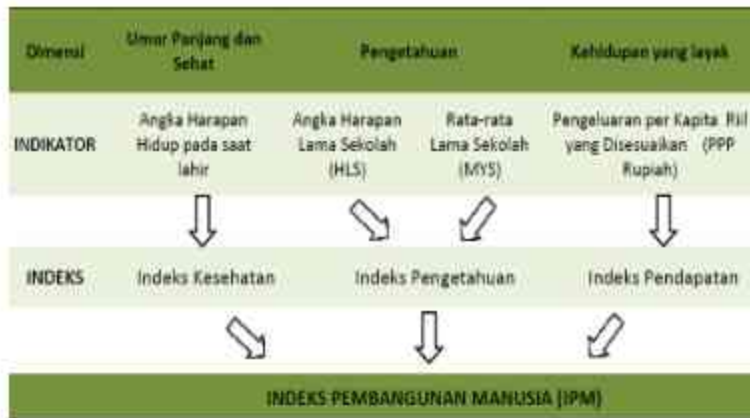 Dimensi
Umur Panjang dan
Sehat
Pengetahuan
Kehidupan yang layak
INDIKATOR
Angka Harapan
Hidup pada saat
lahir
Angka Harapan
Lama Sekolah
(HLS)
Rata-rata
Lama Sekolah
(MYS)
Pengeluaran per Kapita Riil
yang Disesuaikan (PPP
Rupiah)
INDEKS
Indeks Kesehatan
Indeks Pengetahuan
Indeks Pendapatan
INDEKS PEMBANGUNAN MANUSIA (IPM)